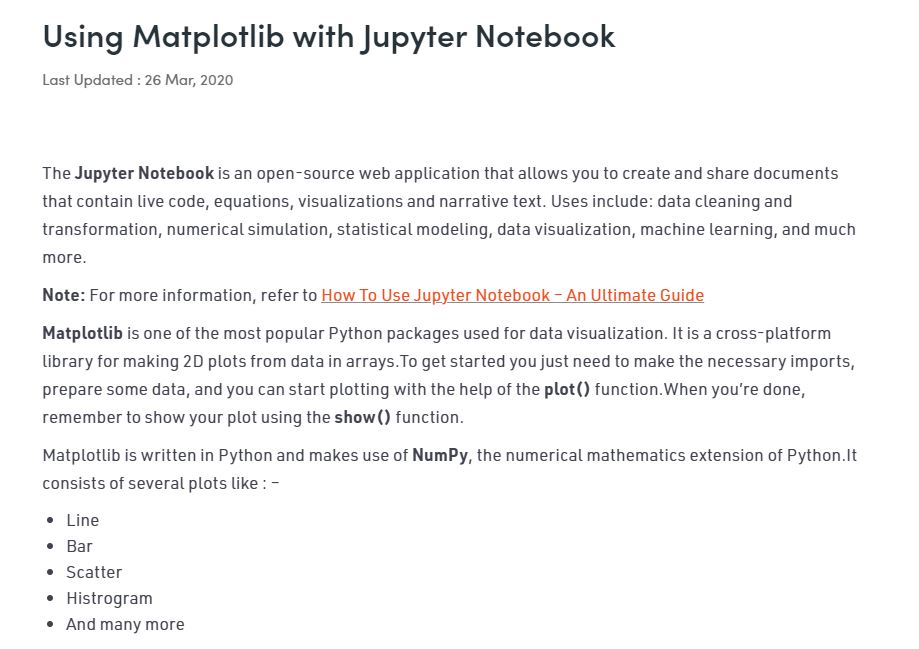 Using Matplotlib with Jupyter Notebook
Last Updated : 26 Mar, 2020
The Jupyter Notebook is an open-source web application that allows you to create and share documents
that contain live code, equations, visualizations and narrative text. Uses include: data cleaning and
transformation, numerical simulation, statistical modeling, data visualization, machine learning, and much
more.
Note: For more information, refer to How To Use Jupyter Notebook – An Ultimate Guide
Matplotlib is one of the most popular Python packages used for data visualization. It is a cross-platform
library for making 2D plots from data in arrays.To get started you just need to make the necessary imports,
prepare some data, and you can start plotting with the help of the plot() function.When you’re done,
remember to show your plot using the show() function.
Matplotlib is written in Python and makes use of NumPy, the numerical mathematics extension of Python.It
consists of several plots like : –
• Line
• Bar
• Scatter
• Histrogram
• And many more